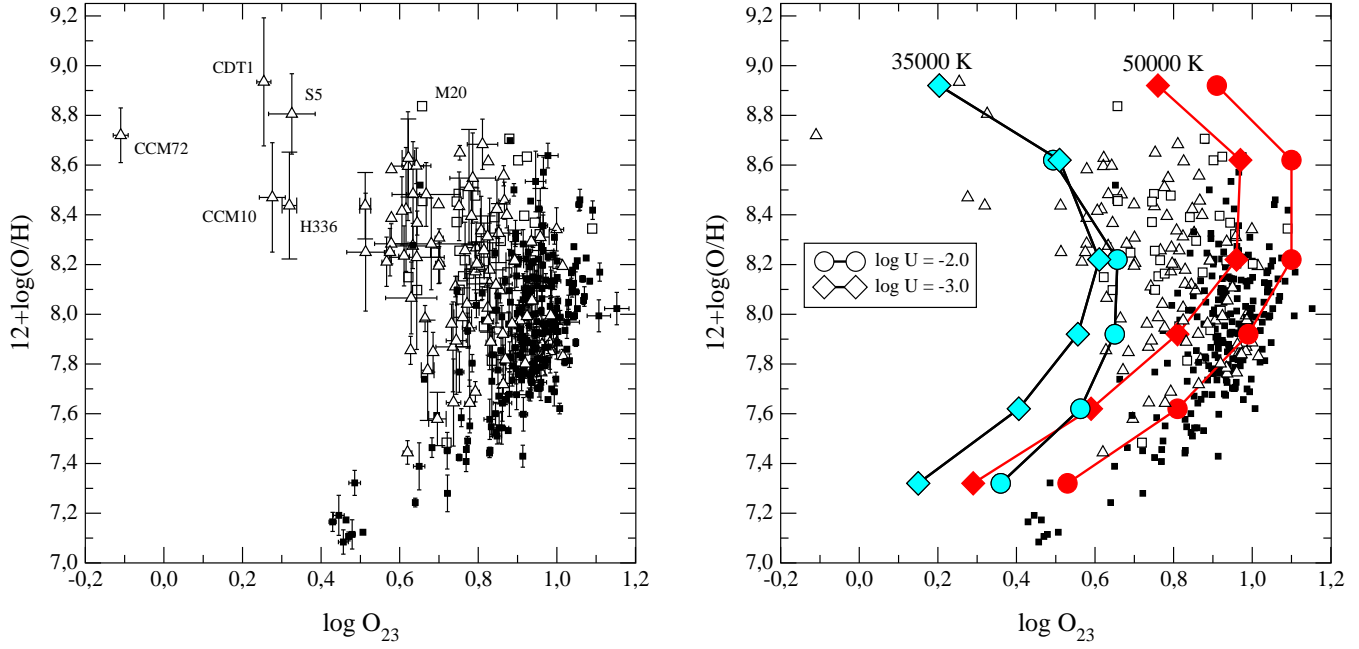 9,2
9,0
8,8
8,6
8,4
8,2
8,0
7,8
7,6
7,4
7,2
7,0
12+log(O/H)
-0,2 0,0 0,2 0,4 0,6 0,8 1,0 1,2
log O23
CDT1
S5
M20
CCM72
CCM10
H336
9,2
9,0
8,8
8,6
8,4
8,2
8,0
7,8
7,6
7,4
7,2
7,0
12+log(O/H)
-0,2 0,0 0,2 0,4 0,6 0,8 1,0 1,2
log O23
35000 K
50000 K
log U = -2.0
log U = -3.0